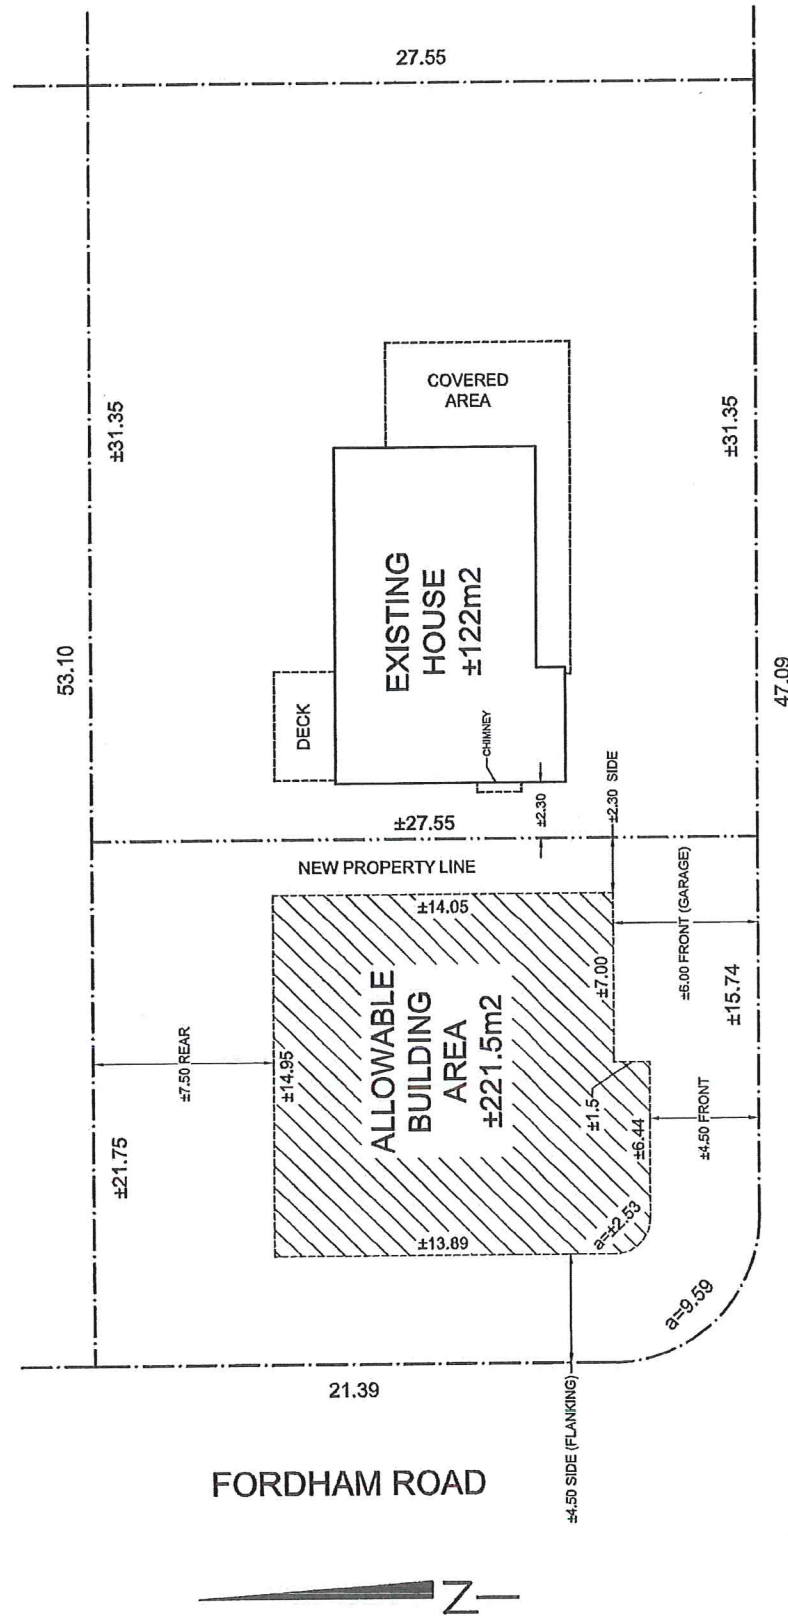 27.55
±31.35
53.10
COVERED
AREA
EXISTING
HOUSE
±122m2
DECK
CHIMNEY
±31.35
47.09
±27.55
±2.30
±2.30 SIDE
NEW PROPERTY LINE
±14.05
±7.50 REAR
±14.95
ALLOWABLE
BUILDING
AREA
±221.5m2
±7.00
±6.00 FRONT (GARAGE)
±15.74
±1.5
±6.44
±4.50 FRONT
±21.75
±13.89
a=±2.53
a=9.59
21.39
±4.50 SIDE (FLANKING)
FORDHAM ROAD
N